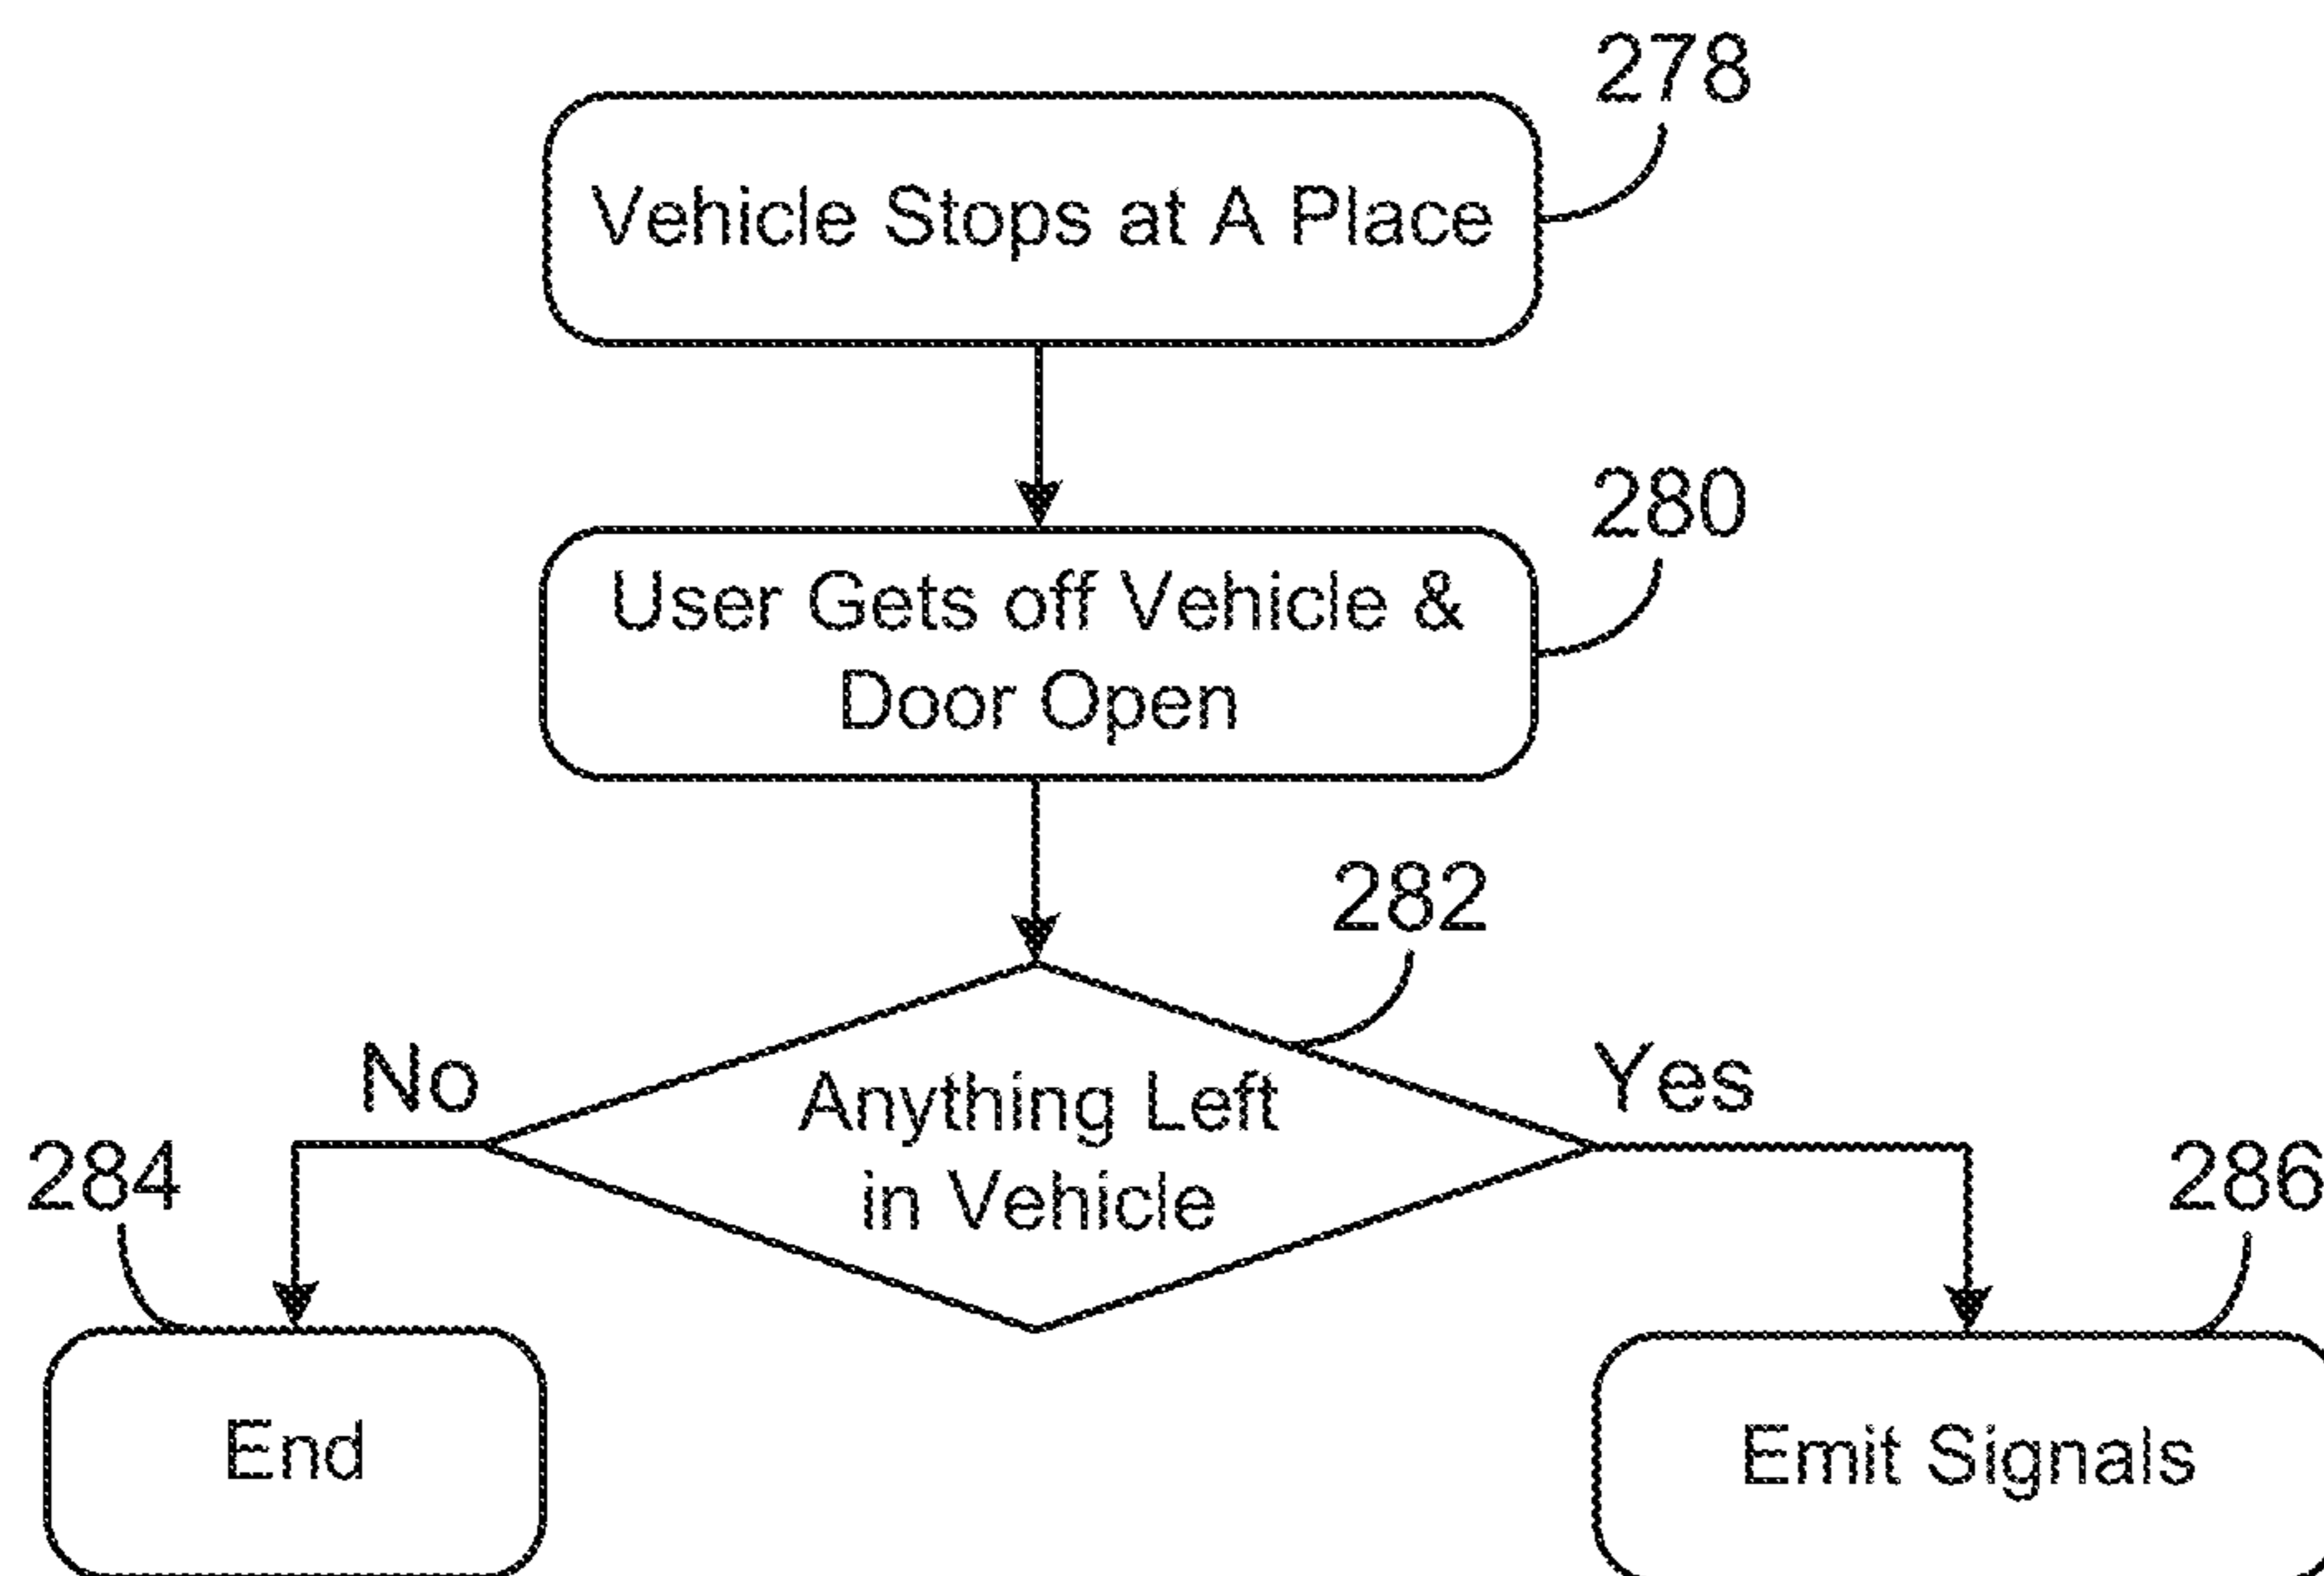 278
Vehicle Stops at A Place
280
User Gets off Vehicle &
Door Open
282
No
Yes
Anything Left
in Vehicle
284
286
End
Emit Signals